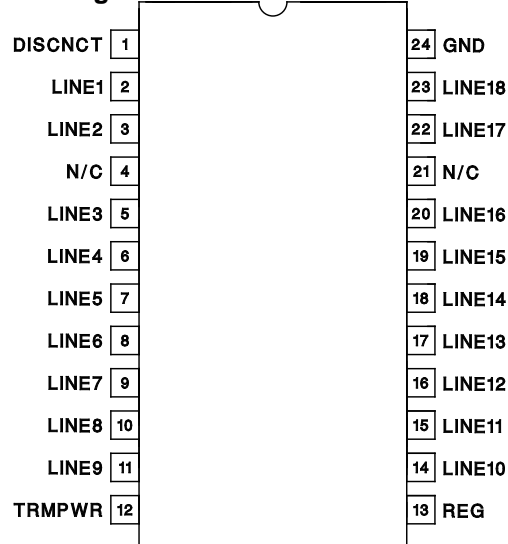 DISCNCT 1 24 GND
LINE1 2 23 LINE18
LINE2 3 22 LINE17
N/C 4 21 N/C
LINE3 5 20 LINE16
LINE4 6 19 LINE15
LINE5 7 18 LINE14
LINE6 8 17 LINE13
LINE7 9 16 LINE12
LINE8 10 15 LINE11
LINE9 11 14 LINE10
TRMPWR 12 13 REG